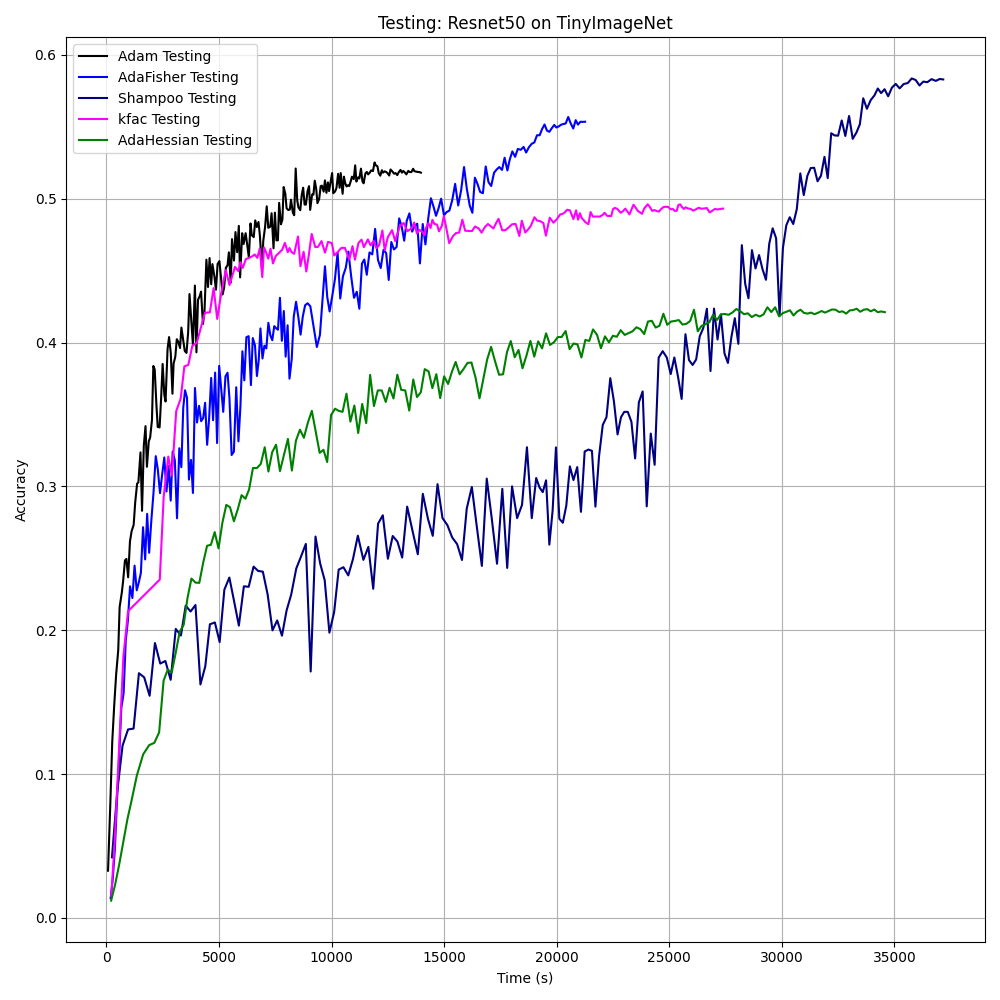 Testing: Resnet50 on TinyImageNet
Adam Testing
AdaFisher Testing
Shampoo Testing
kfac Testing
AdaHessian Testing
Accuracy
0.6
0.5
0.4
0.3
0.2
0.1
0.0
0 5000 10000 15000 20000 25000 30000 35000
Time (s)